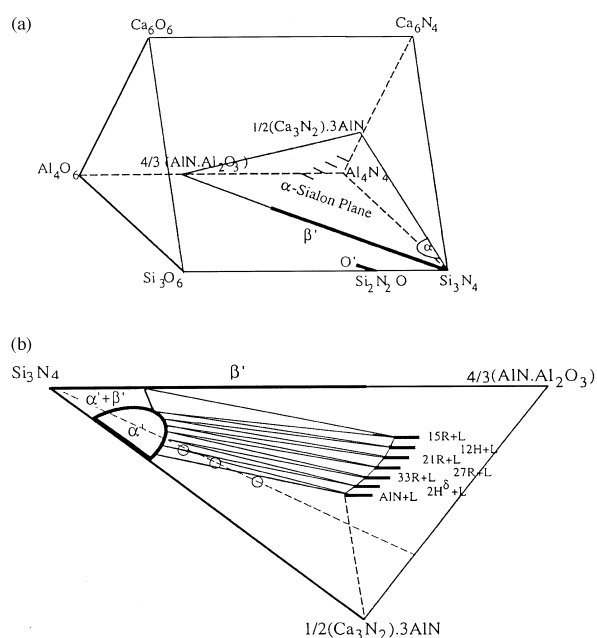 (a)
Ca6O6
Ca6N4
1/2(Ca3N2).3AlN
Al4O6
4/3 (AlN.Al2O3)
Al4N4
α-Sialon Plane
β'
α'
O'
Si3O6
Si2N2O
Si3N4
(b)
Si3N4
β'
4/3(AlN.Al2O3)
α'+β'
α'
15R+L
12H+L
21R+L
27R+L
33R+L
2Hδ+L
AlN+L
1/2(Ca3N2).3AlN